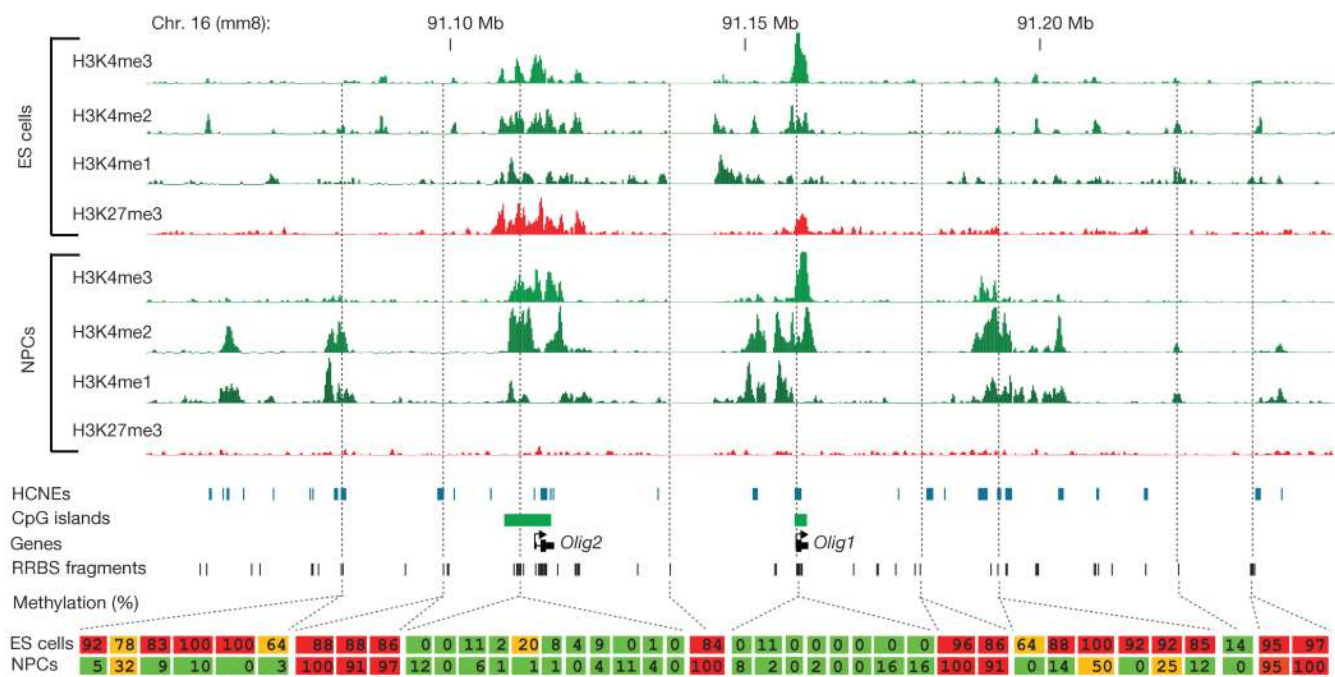 Chr. 16 (mm8): 91.10 Mb 91.15 Mb 91.20 Mb
ES cells
H3K4me3
H3K4me2
H3K4me1
H3K27me3
NPCs
H3K4me3
H3K4me2
H3K4me1
H3K27me3
HCNEs
CpG islands
Genes Olig2 Olig1
RRBS fragments
Methylation (%)
ES cells 92 78 83 100 100 64 88 88 86 0 0 11 2 20 8 4 9 0 1 0 84 0 11 0 0 0 0 0 96 86 64 88 100 92 92 85 14 95 97
NPCs 5 32 9 10 0 3 100 91 97 12 0 6 1 1 1 0 4 11 4 0 100 8 2 0 2 0 0 16 16 100 91 0 14 50 0 25 12 0 95 100